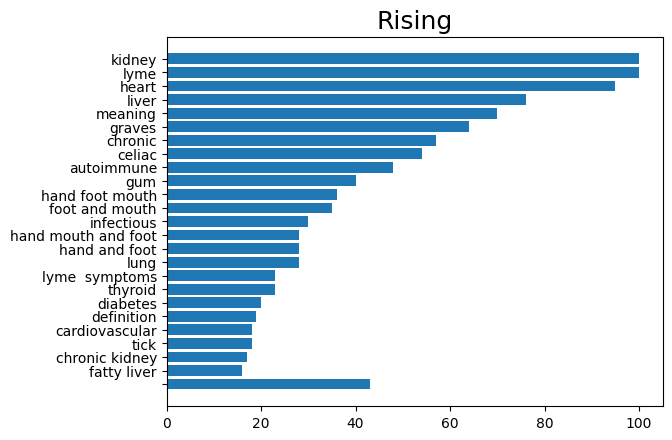 Rising
kidney
lyme
heart
liver
meaning
graves
chronic
celiac
autoimmune
gum
hand foot mouth
foot and mouth
infectious
hand mouth and foot
hand and foot
lung
lyme  symptoms
thyroid
diabetes
definition
cardiovascular
tick
chronic kidney
fatty liver
0 20 40 60 80 100